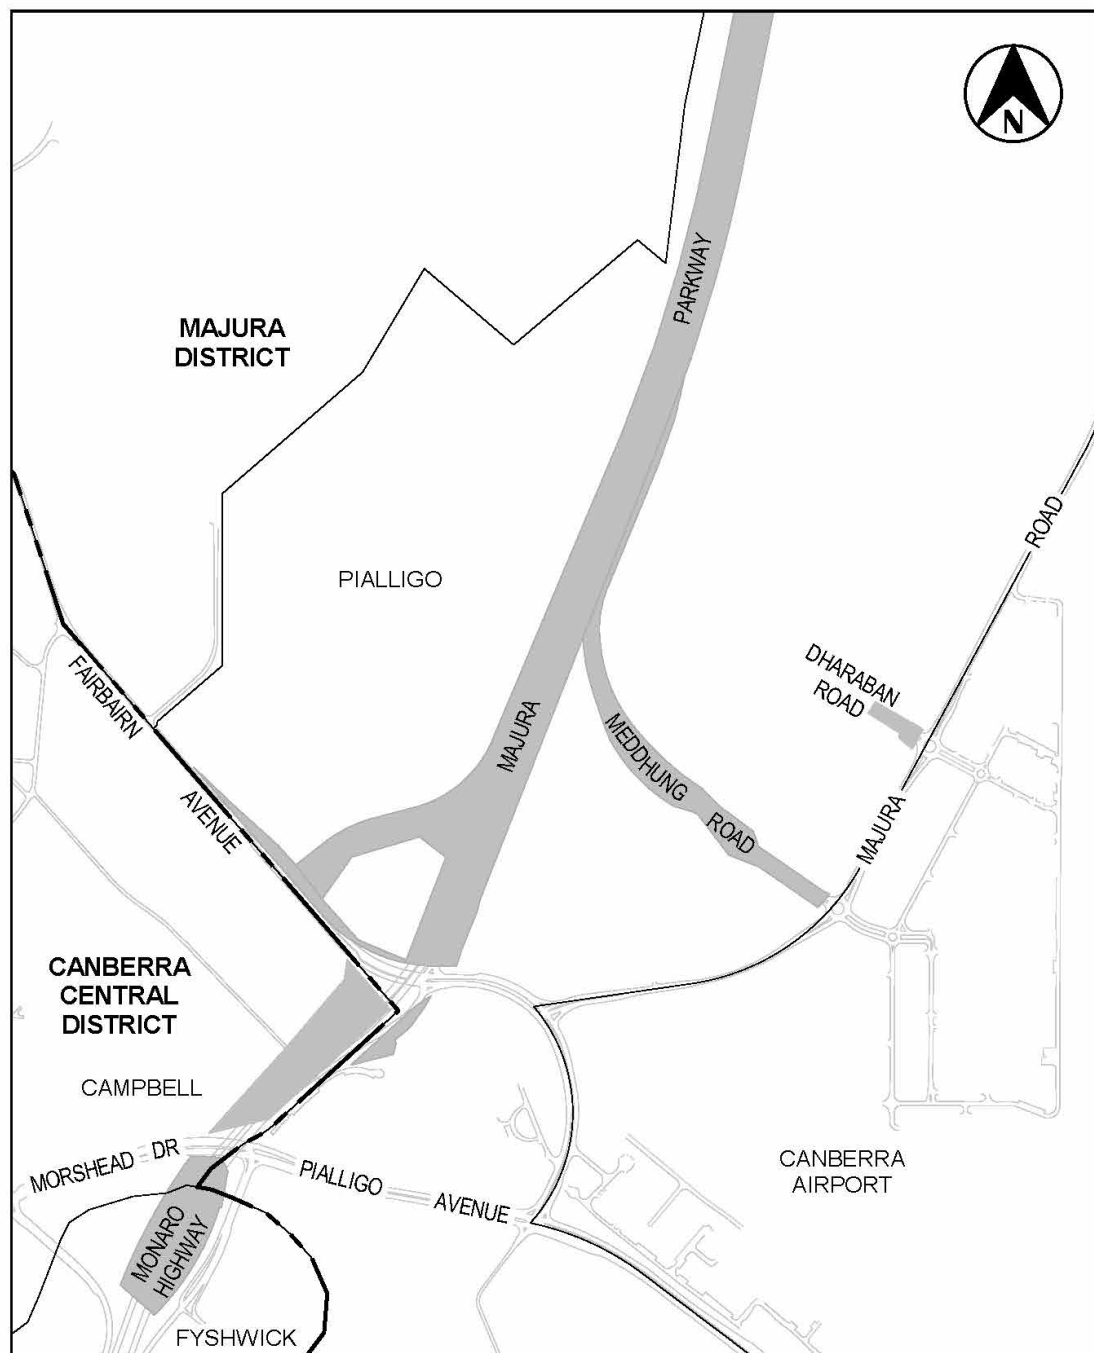 N
PARKWAY
MAJURA
DISTRICT
ROAD
PIALLIGO
DHARABAN
ROAD
FAIRBAIRN
MAJURA
MEDDHUNG
ROAD
AVENUE
MAJURA
CANBERRA
CENTRAL
DISTRICT
CAMPBELL
MORSHEAD DR
PIALLIGO
AVENUE
CANBERRA
AIRPORT
MONARO
HIGHWAY
FYSHWICK